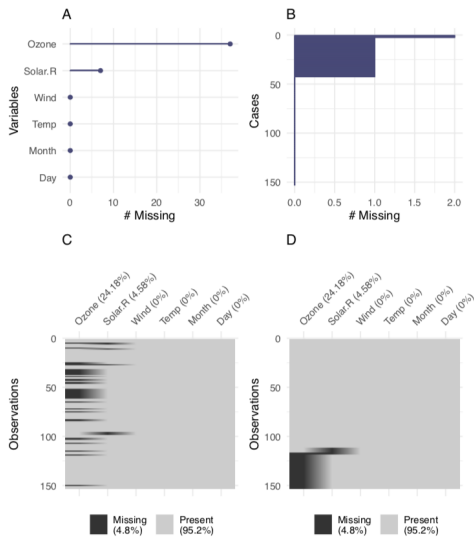 A
Ozone
Solar.R
Wind
Temp
Month
Day
Variables
0 10 20 30
# Missing
B
0
50
100
150
Cases
0.0 0.5 1.0 1.5 2.0
# Missing
C
Ozone (24.18%)
Solar.R (4.58%)
Wind (0%)
Temp (0%)
Month (0%)
Day (0%)
0
50
100
150
Observations
Missing (4.8%)
Present (95.2%)
D
Ozone (24.18%)
Solar.R (4.58%)
Wind (0%)
Temp (0%)
Month (0%)
Day (0%)
0
50
100
150
Observations
Missing (4.8%)
Present (95.2%)